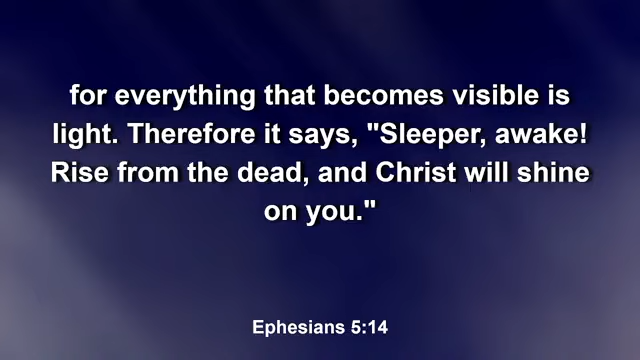 for everything that becomes visible is
light. Therefore it says, "Sleeper, awake!
Rise from the dead, and Christ will shine
on you."
Ephesians 5:14